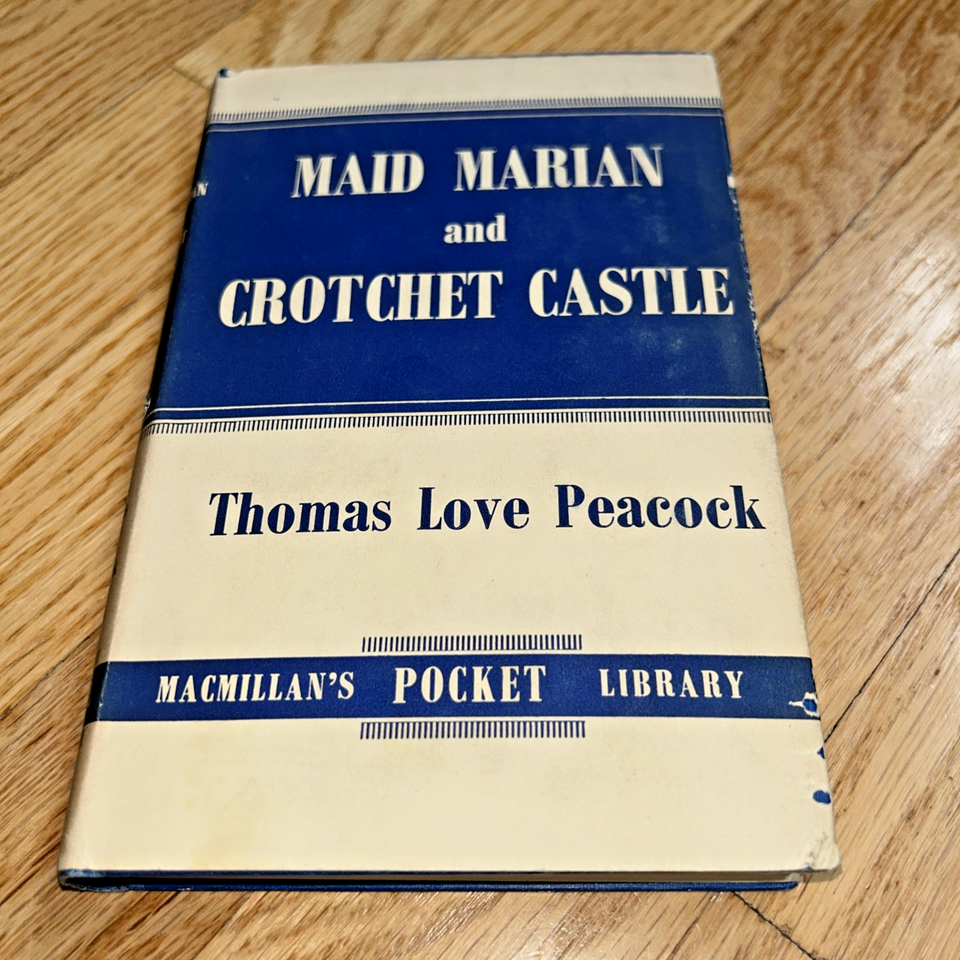 MAID MARIAN
and
CROTCHET CASTLE
Thomas Love Peacock
MACMILLAN'S POCKET LIBRARY